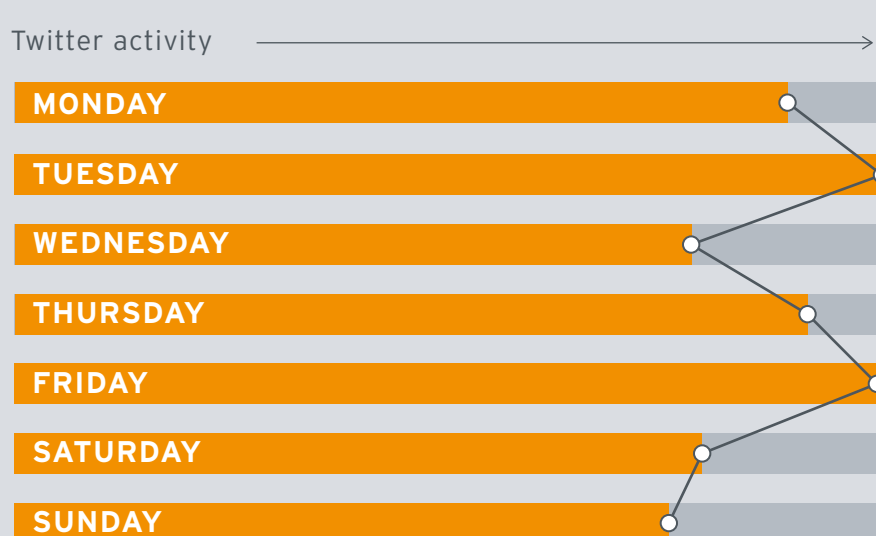 Twitter activity
MONDAY
TUESDAY
WEDNESDAY
THURSDAY
FRIDAY
SATURDAY
SUNDAY